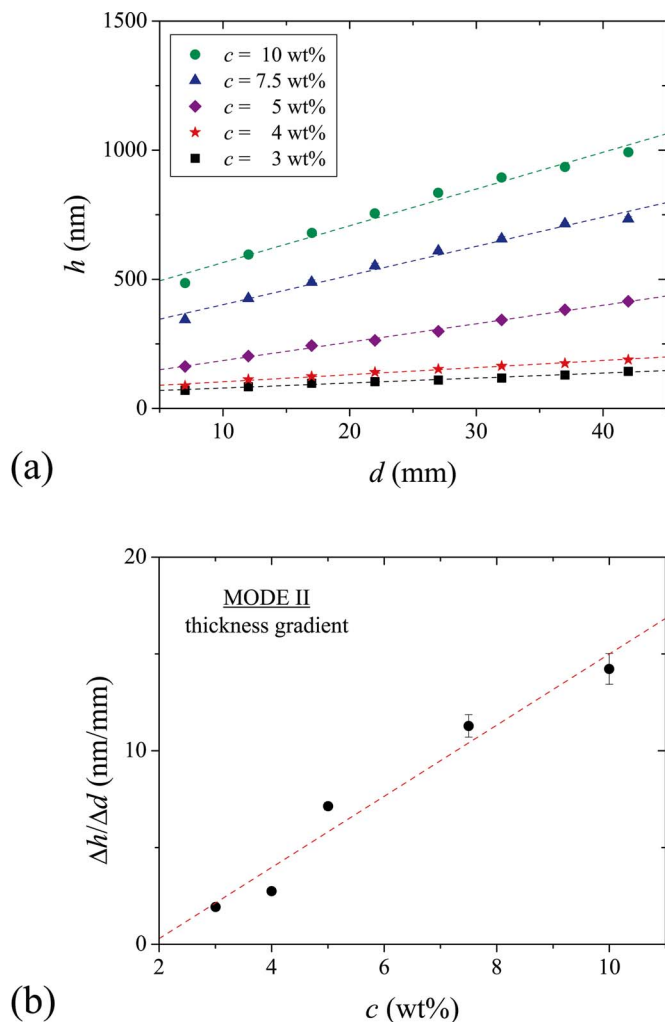 1500
c = 10 wt%
c = 7.5 wt%
c = 5 wt%
c = 4 wt%
c = 3 wt%
1000
h (nm)
500
0
10
20
30
40
d (mm)
(a)
20
MODE II
thickness gradient
Δh/Δd (nm/mm)
10
0
2
4
6
8
10
c (wt%)
(b)